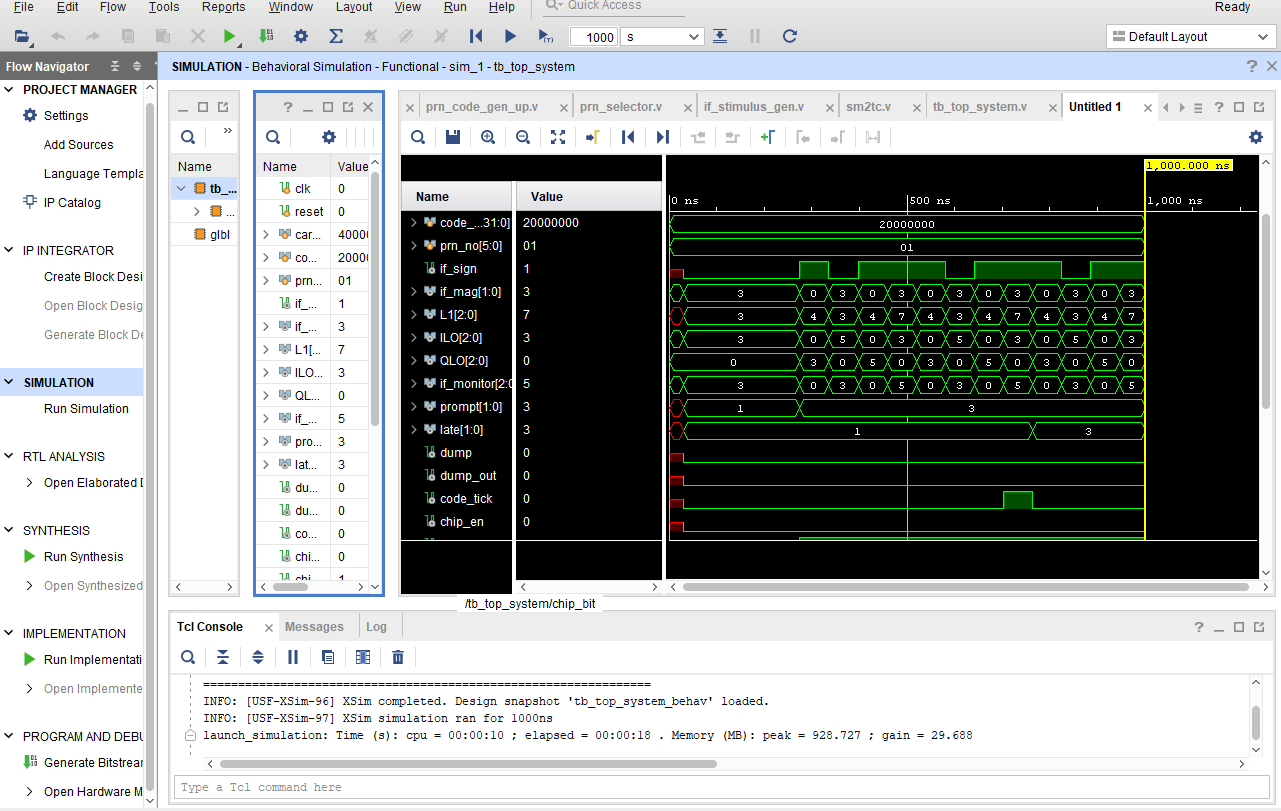 File Edit Flow Tools Reports Window Layout View Run Help Quick Access Ready
1000 s Default Layout
Flow Navigator
SIMULATION - Behavioral Simulation - Functional - sim_1 - tb_top_system
PROJECT MANAGER
Settings
Add Sources
Language Templa
IP Catalog
IP INTEGRATOR
Create Block Desi
Open Block Desig
Generate Block De
SIMULATION
Run Simulation
RTL ANALYSIS
Open Elaborated D
SYNTHESIS
Run Synthesis
Open Synthesized
IMPLEMENTATION
Run Implementati
Open Implemente
PROGRAM AND DEBU
Generate Bitstrear
Open Hardware M
Name
tb_...
...
glbl
Name Value
clk 0
reset 0
car... 40000
co... 20000
prn... 01
if_... 1
if_... 3
L1[... 7
ILO... 3
QL... 0
if_... 5
pro... 3
lat... 3
du... 0
du... 0
co... 0
chi... 0
chi... 1
prn_code_gen_up.v prn_selector.v if_stimulus_gen.v sm2tc.v tb_top_system.v Untitled 1
1,000.000 ns
Name Value
0 ns 500 ns 1,000 ns
code_...31:0] 20000000 20000000
prn_no[5:0] 01 01
if_sign 1
if_mag[1:0] 3 3 0 3 0 3 0 3 0 3 0 3 0 3
L1[2:0] 7 3 4 3 4 7 4 3 4 7 4 3 4 7
ILO[2:0] 3 3 0 5 0 3 0 5 0 3 0 5 0 3
QLO[2:0] 0 0 3 0 5 0 3 0 5 0 3 0 5 0
if_monitor[2:0 5 3 0 3 0 5 0 3 0 5 0 3 0 5
prompt[1:0] 3 1 3
late[1:0] 3 1 3
dump 0
dump_out 0
code_tick 0
chip_en 0
/tb_top_system/chip_bit
Tcl Console Messages Log
================================================================
INFO: [USF-XSim-96] XSim completed. Design snapshot 'tb_top_system_behav' loaded.
INFO: [USF-XSim-97] XSim simulation ran for 1000ns
launch_simulation: Time (s): cpu = 00:00:10 ; elapsed = 00:00:18 . Memory (MB): peak = 928.727 ; gain = 29.688
Type a Tcl command here